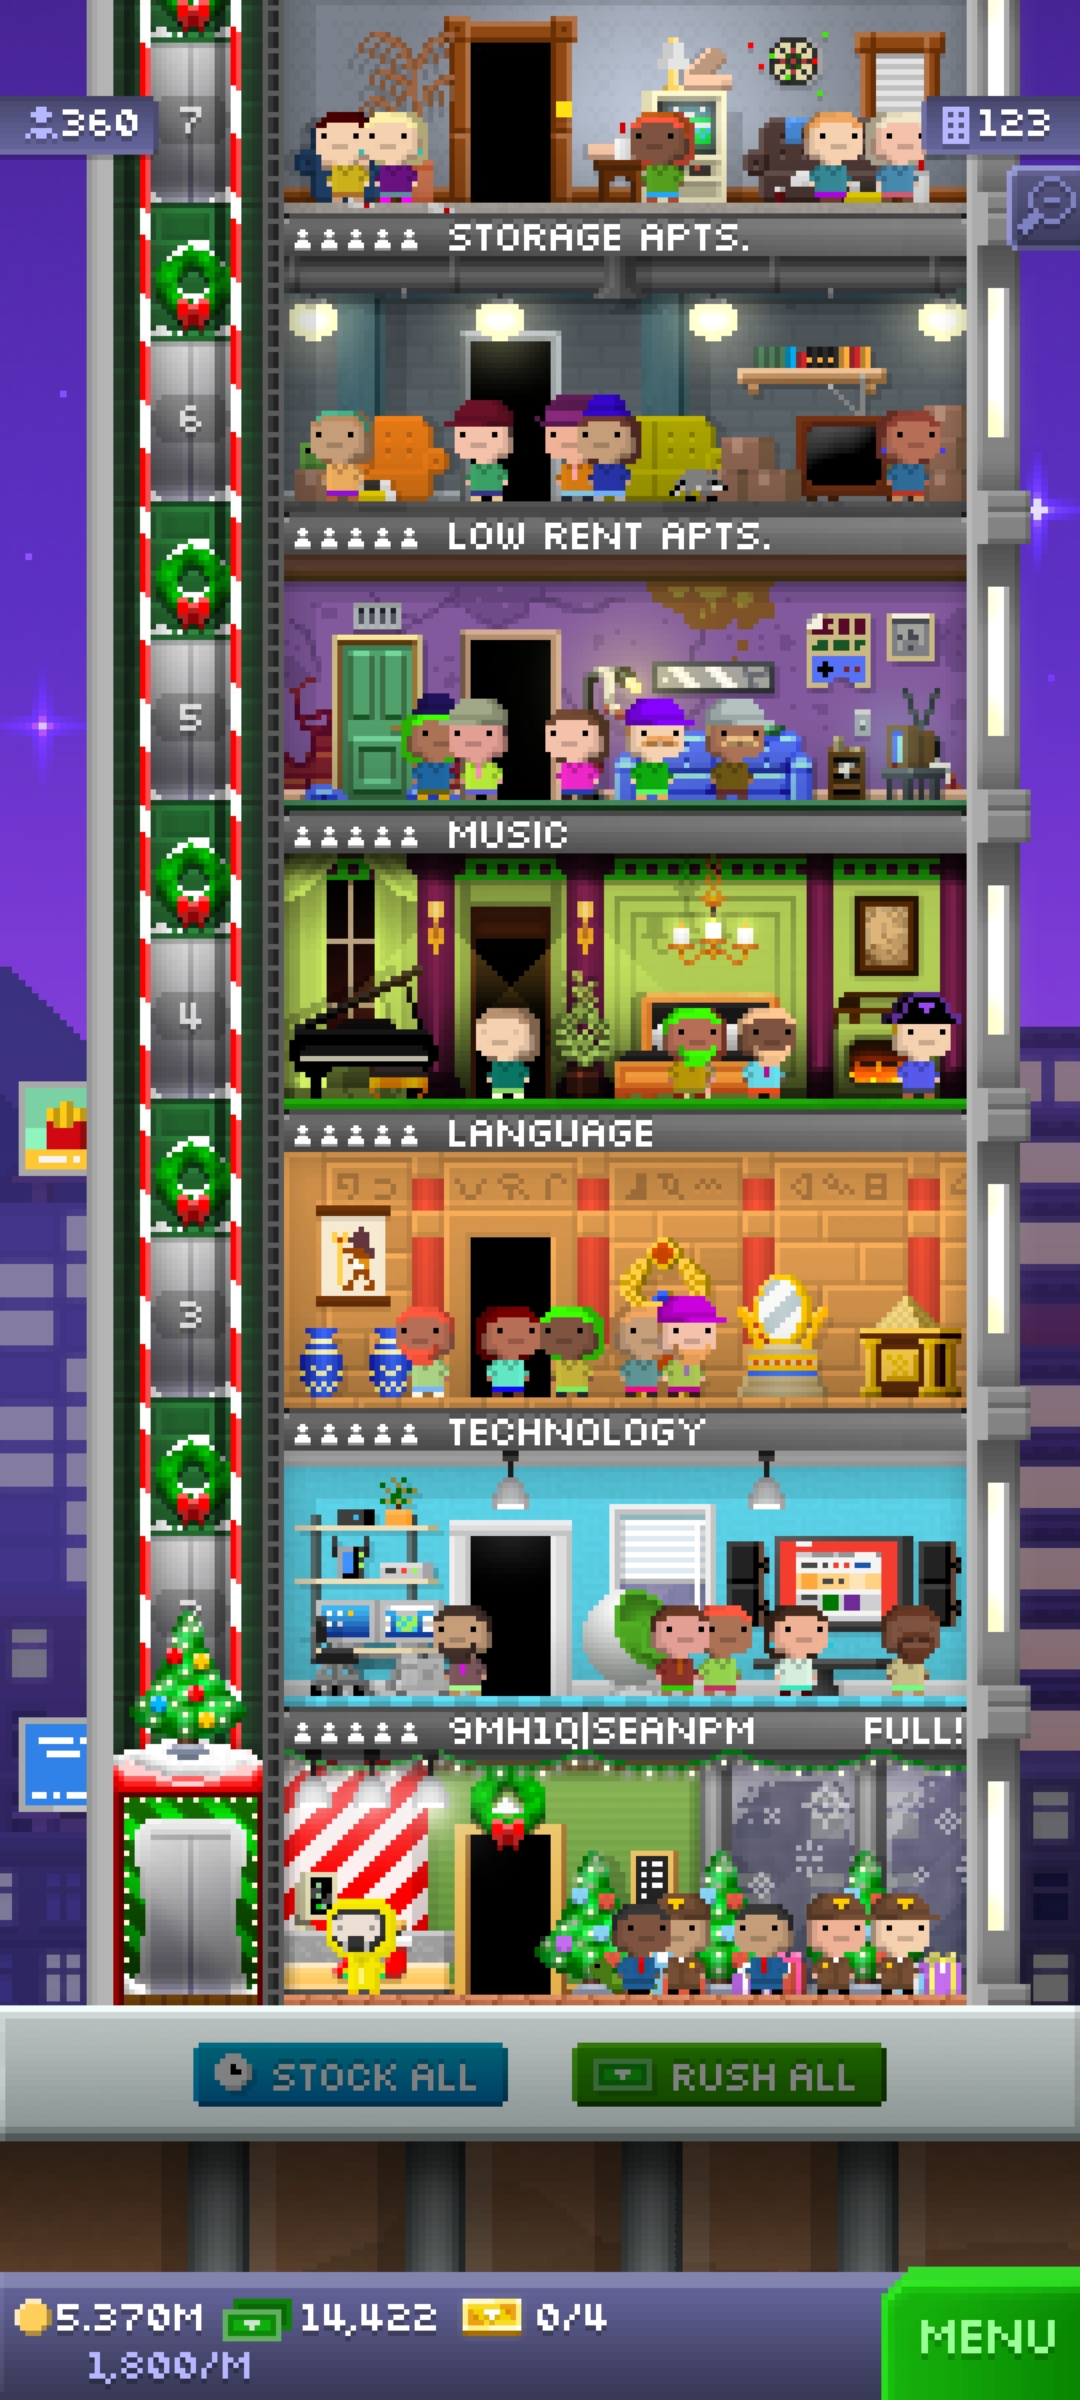 7
360
123
STORAGE APTS.
6
LOW RENT APTS.
5
MUSIC
4
LANGUAGE
3
TECHNOLOGY
9MH1Q|SEANPM FULL!
STOCK ALL
RUSH ALL
5.370M 14,422 0/4
1,800/M
MENU